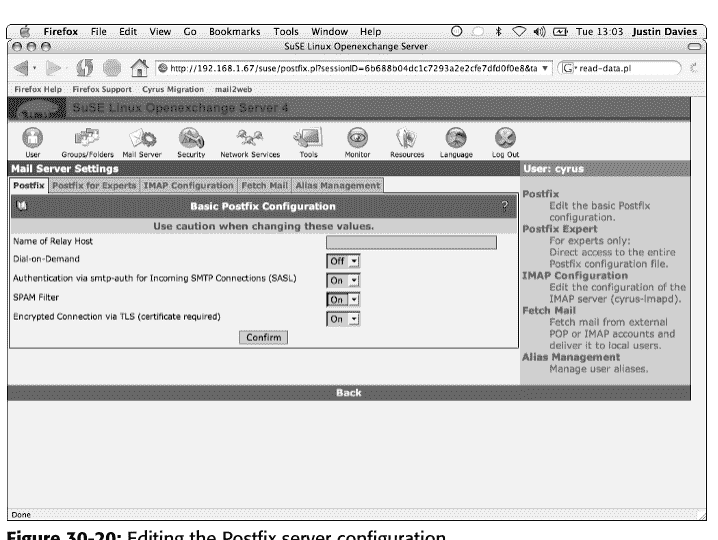 Firefox File Edit View Go Bookmarks Tools Window Help Tue 13:03 Justin Davies
SuSE Linux Openexchange Server
http://192.168.1.67/suse/postfix.pl?sessionID=6b688b04dc1c7293a2e2cfe7dfd0f0e8&ta read-data.pl
Firefox Help Firefox Support Cyrus Migration mail2web
SuSE Linux Openexchange Server 4
User Groups/Folders Mail Server Security Network Services Tools Monitor Resources Language Log Out
Mail Server Settings
Postfix Postfix for Experts IMAP Configuration Fetch Mail Alias Management
Basic Postfix Configuration ?
Use caution when changing these values.
Name of Relay Host
Dial-on-Demand Off
Authentication via smtp-auth for Incoming SMTP Connections (SASL) On
SPAM Filter On
Encrypted Connection via TLS (certificate required) On
Confirm
User: cyrus
Postfix
Edit the basic Postfix
configuration.
Postfix Expert
For experts only:
Direct access to the entire
Postfix configuration file.
IMAP Configuration
Edit the configuration of the
IMAP server (cyrus-imapd).
Fetch Mail
Fetch mail from external
POP or IMAP accounts and
deliver it to local users.
Alias Management
Manage user aliases.
Back
Done
Figure 30-20: Editing the Postfix server configuration